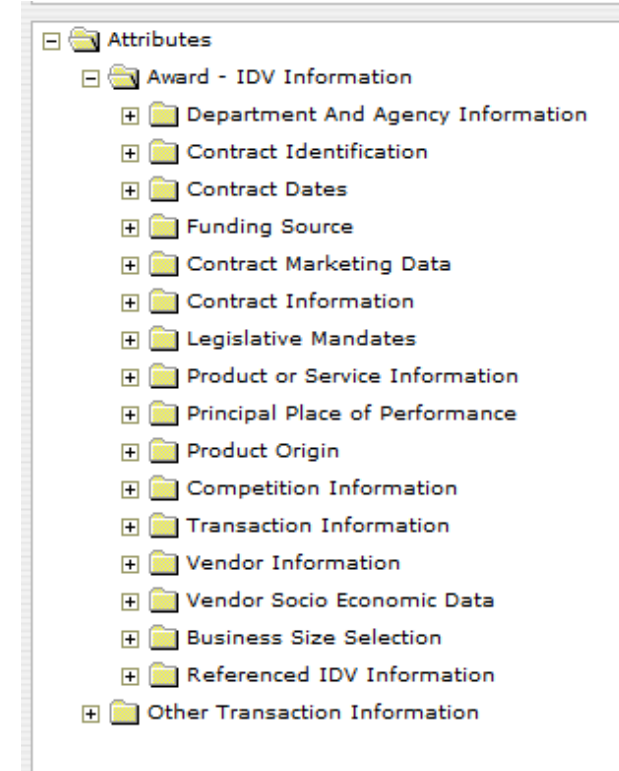 Attributes
Award - IDV Information
Department And Agency Information
Contract Identification
Contract Dates
Funding Source
Contract Marketing Data
Contract Information
Legislative Mandates
Product or Service Information
Principal Place of Performance
Product Origin
Competition Information
Transaction Information
Vendor Information
Vendor Socio Economic Data
Business Size Selection
Referenced IDV Information
Other Transaction Information